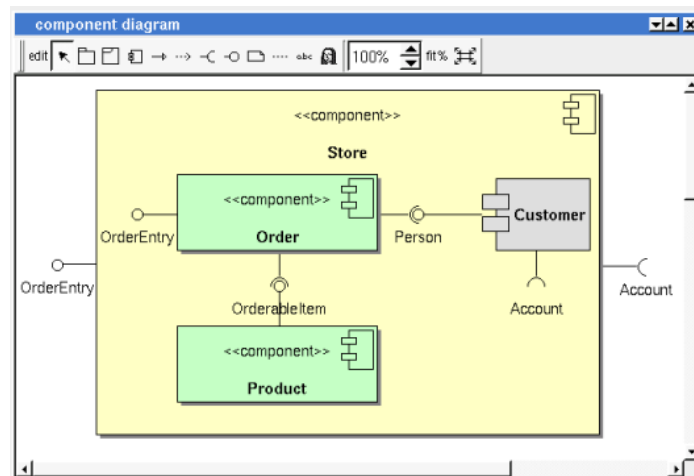 component diagram
edit
abc
100%
fit%
<<component>>
Store
<<component>>
Order
OrderEntry
Person
Customer
OrderEntry
Account
Account
OrderableItem
<<component>>
Product